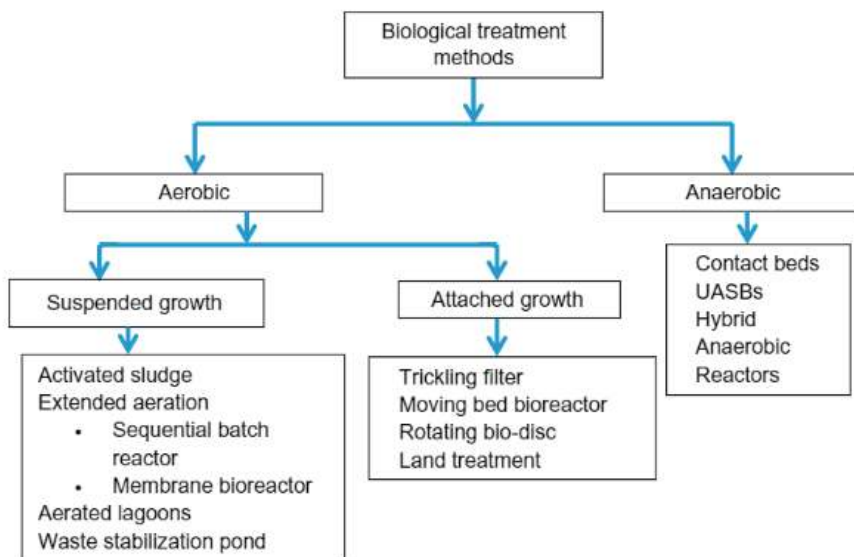 Biological treatment
methods
Aerobic
Anaerobic
Suspended growth
Attached growth
Contact beds
UASBs
Hybrid
Anaerobic
Reactors
Activated sludge
Extended aeration
• Sequential batch
reactor
• Membrane bioreactor
Aerated lagoons
Waste stabilization pond
Trickling filter
Moving bed bioreactor
Rotating bio-disc
Land treatment